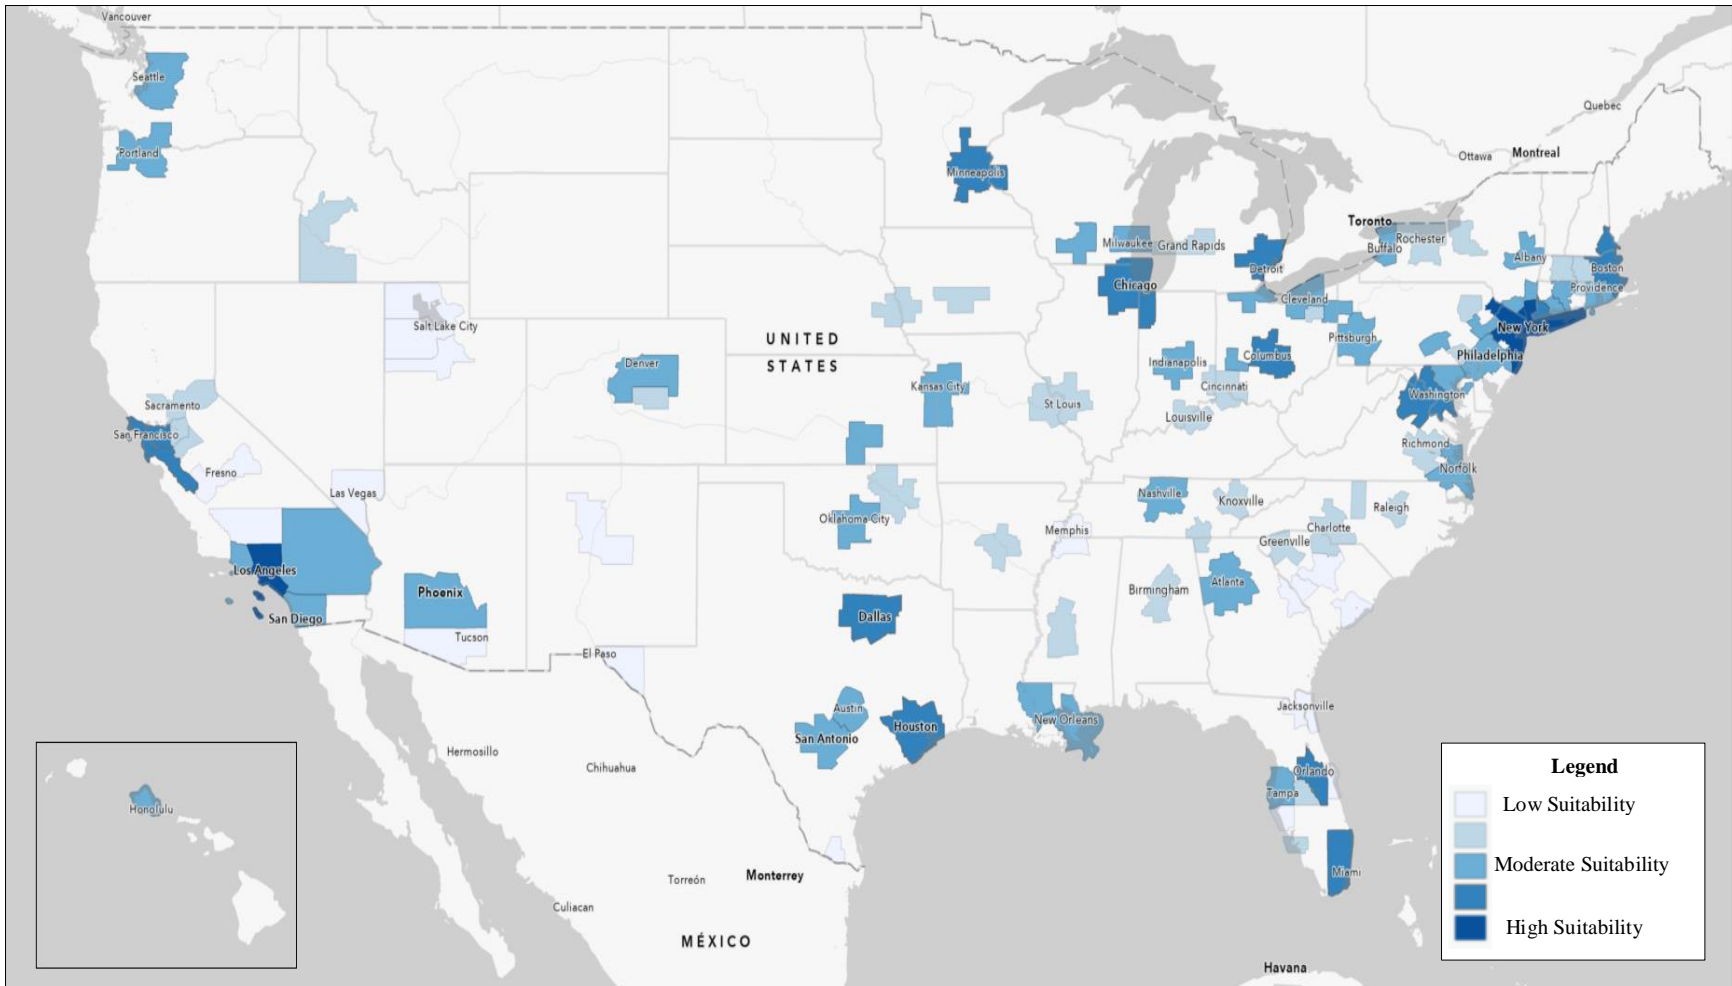 Vancouver
Seattle
Portland
Quebec
Ottawa
Montreal
Minneapolis
Toronto
Milwaukee
Grand Rapids
Buffalo
Rochester
Albany
Boston
Detroit
Chicago
Providence
Cleveland
Salt Lake City
New York
UNITED
STATES
Pittsburgh
Philadelphia
Denver
Indianapolis
Columbus
Kansas City
Cincinnati
Washington
Sacramento
St Louis
Louisville
San Francisco
Richmond
Fresno
Norfolk
Las Vegas
Nashville
Knoxville
Raleigh
Oklahoma City
Memphis
Charlotte
Greenville
Los Angeles
Phoenix
Birmingham
Atlanta
San Diego
Dallas
Tucson
El Paso
Austin
Jacksonville
New Orleans
Houston
San Antonio
Hermosillo
Chihuahua
Orlando
Tampa
Honolulu
Miami
Torreón
Monterrey
Culiacan
MÉXICO
Havana
Legend
Low Suitability
Moderate Suitability
High Suitability